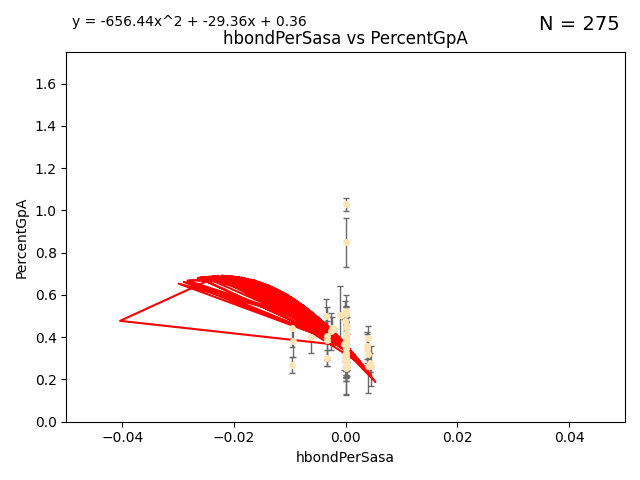 y = -656.44x^2 + -29.36x + 0.36
N = 275
hbondPerSasa vs PercentGpA
PercentGpA
1.6
1.4
1.2
1.0
0.8
0.6
0.4
0.2
0.0
−0.04
−0.02
0.00
0.02
0.04
hbondPerSasa